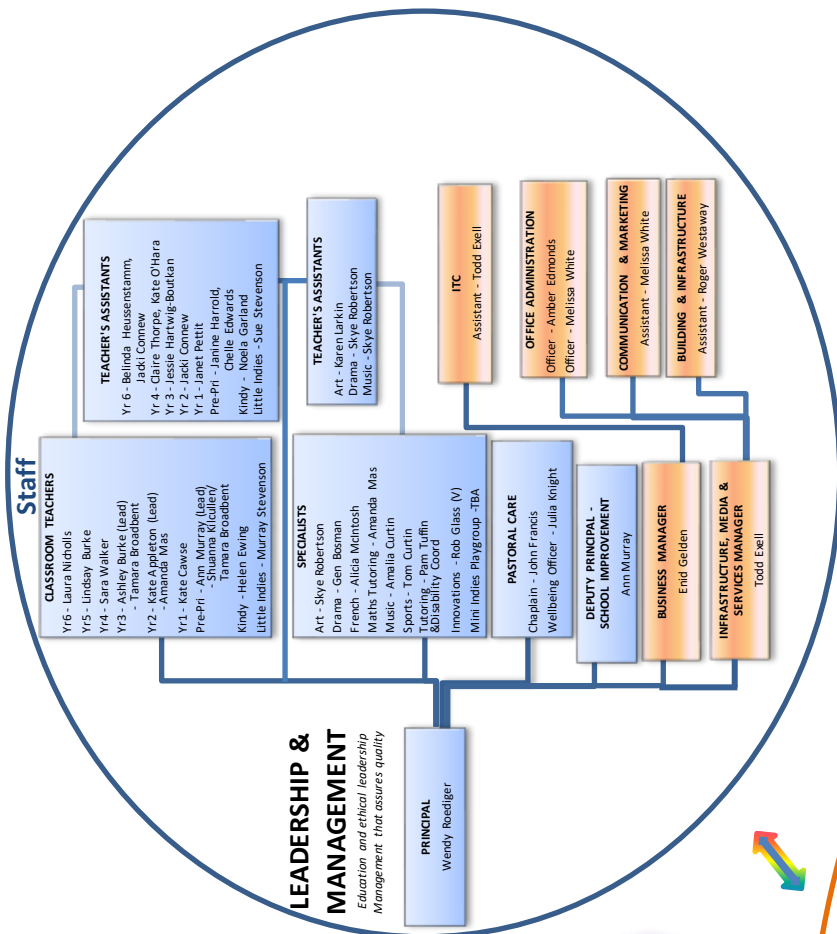 Staff
LEADERSHIP &
MANAGEMENT
Education and ethical leadership
Management that assures quality
PRINCIPAL
Wendy Roediger
CLASSROOM TEACHERS
Yr6 - Laura Nicholls
Yr5 - Lindsay Burke
Yr4 - Sara Walker
Yr3 - Ashley Burke (Lead)
- Tamara Broadbent
Yr2 - Kate Appleton (Lead)
- Amanda Mas
Yr1 - Kate Cawse
Pre-Pri - Ann Murray (Lead)
- Shuanna Kilcullen/
Tamara Broadbent
Kindy - Helen Ewing
Little Indies - Murray Stevenson
TEACHER'S ASSISTANTS
Yr 6 - Belinda Heussenstamm,
Jacki Connew
Yr 4 - Claire Thorpe, Kate O'Hara
Yr 3 - Jessie Hartwig-Boutkan
Yr 2 - Jacki Connew
Yr 1 - Janet Pettit
Pre-Pri - Janine Harrold,
Chelle Edwards
Kindy - Noela Garland
Little Indies - Sue Stevenson
SPECIALISTS
Art - Skye Robertson
Drama - Gen Bosman
French - Alicia McIntosh
Maths Tutoring - Amanda Mas
Music - Amalia Curtin
Sports - Tom Curtin
Tutoring - Pam Tuffin
&Disability Coord
Innovations - Rob Glass (V)
Mini Indies Playgroup -TBA
TEACHER'S ASSISTANTS
Art - Karen Larkin
Drama - Skye Robertson
Music - Skye Robertson
PASTORAL CARE
Chaplain - John Francis
Wellbeing Officer - Julia Knight
DEPUTY PRINCIPAL -
SCHOOL IMPROVEMENT
Ann Murray
BUSINESS MANAGER
Enid Gelden
INFRASTRUCTURE, MEDIA &
SERVICES MANAGER
Todd Exell
ITC
Assistant - Todd Exell
OFFICE ADMINISTRATION
Officer - Amber Edmonds
Officer - Melissa White
COMMUNICATION & MARKETING
Assistant - Melissa White
BUILDING & INFRASTRUCTURE
Assistant - Roger Westaway